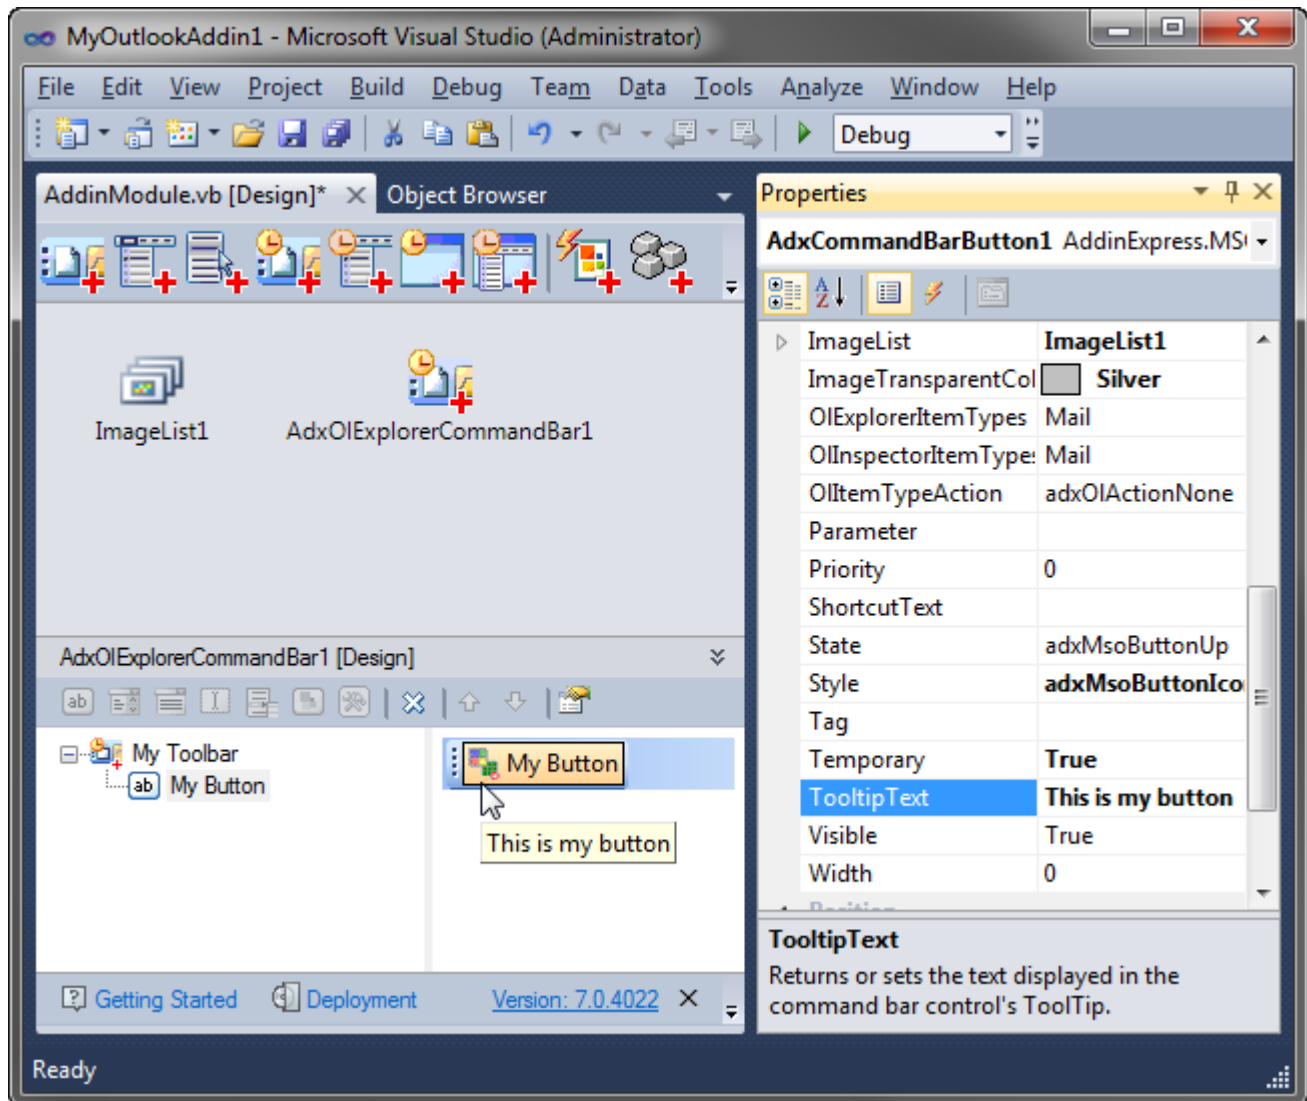 MyOutlookAddin1 - Microsoft Visual Studio (Administrator)
File Edit View Project Build Debug Team Data Tools Analyze Window Help
Debug
AddinModule.vb [Design]* Object Browser
ImageList1 AdxOlExplorerCommandBar1
AdxOlExplorerCommandBar1 [Design]
ab
My Toolbar
ab My Button
My Button
This is my button
Getting Started Deployment Version: 7.0.4022
Properties
AdxCommandBarButton1 AddinExpress.MS
A
Z
ImageList ImageList1
ImageTransparentCol Silver
OlExplorerItemTypes Mail
OlInspectorItemTypes Mail
OlItemTypeAction adxOlActionNone
Parameter
Priority 0
ShortcutText
State adxMsoButtonUp
Style adxMsoButtonIco
Tag
Temporary True
TooltipText This is my button
Visible True
Width 0
Position
TooltipText
Returns or sets the text displayed in the
command bar control's ToolTip.
Ready